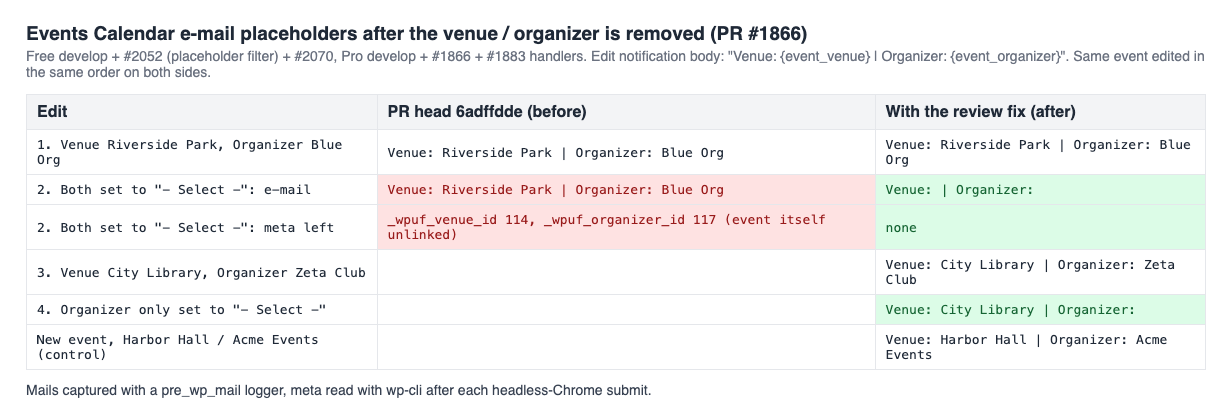 Events Calendar e-mail placeholders after the venue / organizer is removed (PR #1866)
Free develop + #2052 (placeholder filter) + #2070, Pro develop + #1866 + #1883 handlers. Edit notification body: "Venue: {event_venue} | Organizer: {event_organizer}". Same event edited in
the same order on both sides.
Edit PR head 6adffdde (before) With the review fix (after)
1. Venue Riverside Park, Organizer Blue
Org
Venue: Riverside Park | Organizer: Blue Org
Venue: Riverside Park | Organizer: Blue
Org
2. Both set to "— Select —": e-mail
Venue: Riverside Park | Organizer: Blue Org
Venue: | Organizer:
2. Both set to "— Select —": meta left
_wpuf_venue_id 114, _wpuf_organizer_id 117 (event itself
unlinked)
none
3. Venue City Library, Organizer Zeta Club
Venue: City Library | Organizer: Zeta
Club
4. Organizer only set to "— Select —"
Venue: City Library | Organizer:
New event, Harbor Hall / Acme Events
(control)
Venue: Harbor Hall | Organizer: Acme
Events
Mails captured with a pre_wp_mail logger, meta read with wp-cli after each headless-Chrome submit.